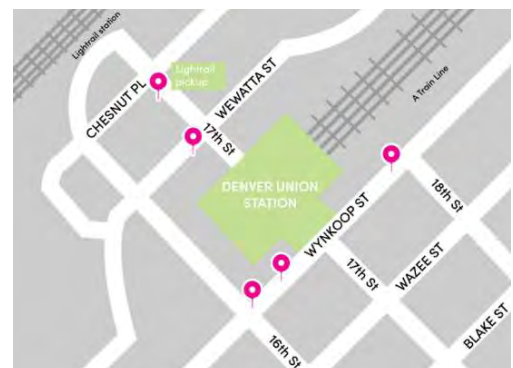 Lightrail station
Lightrail
pickup
CHESNUT PL
WEWATTA ST
17th St
A Train Line
DENVER UNION
STATION
WYNKOOP ST
18th St
17th St
WAZEE ST
16th St
BLAKE ST